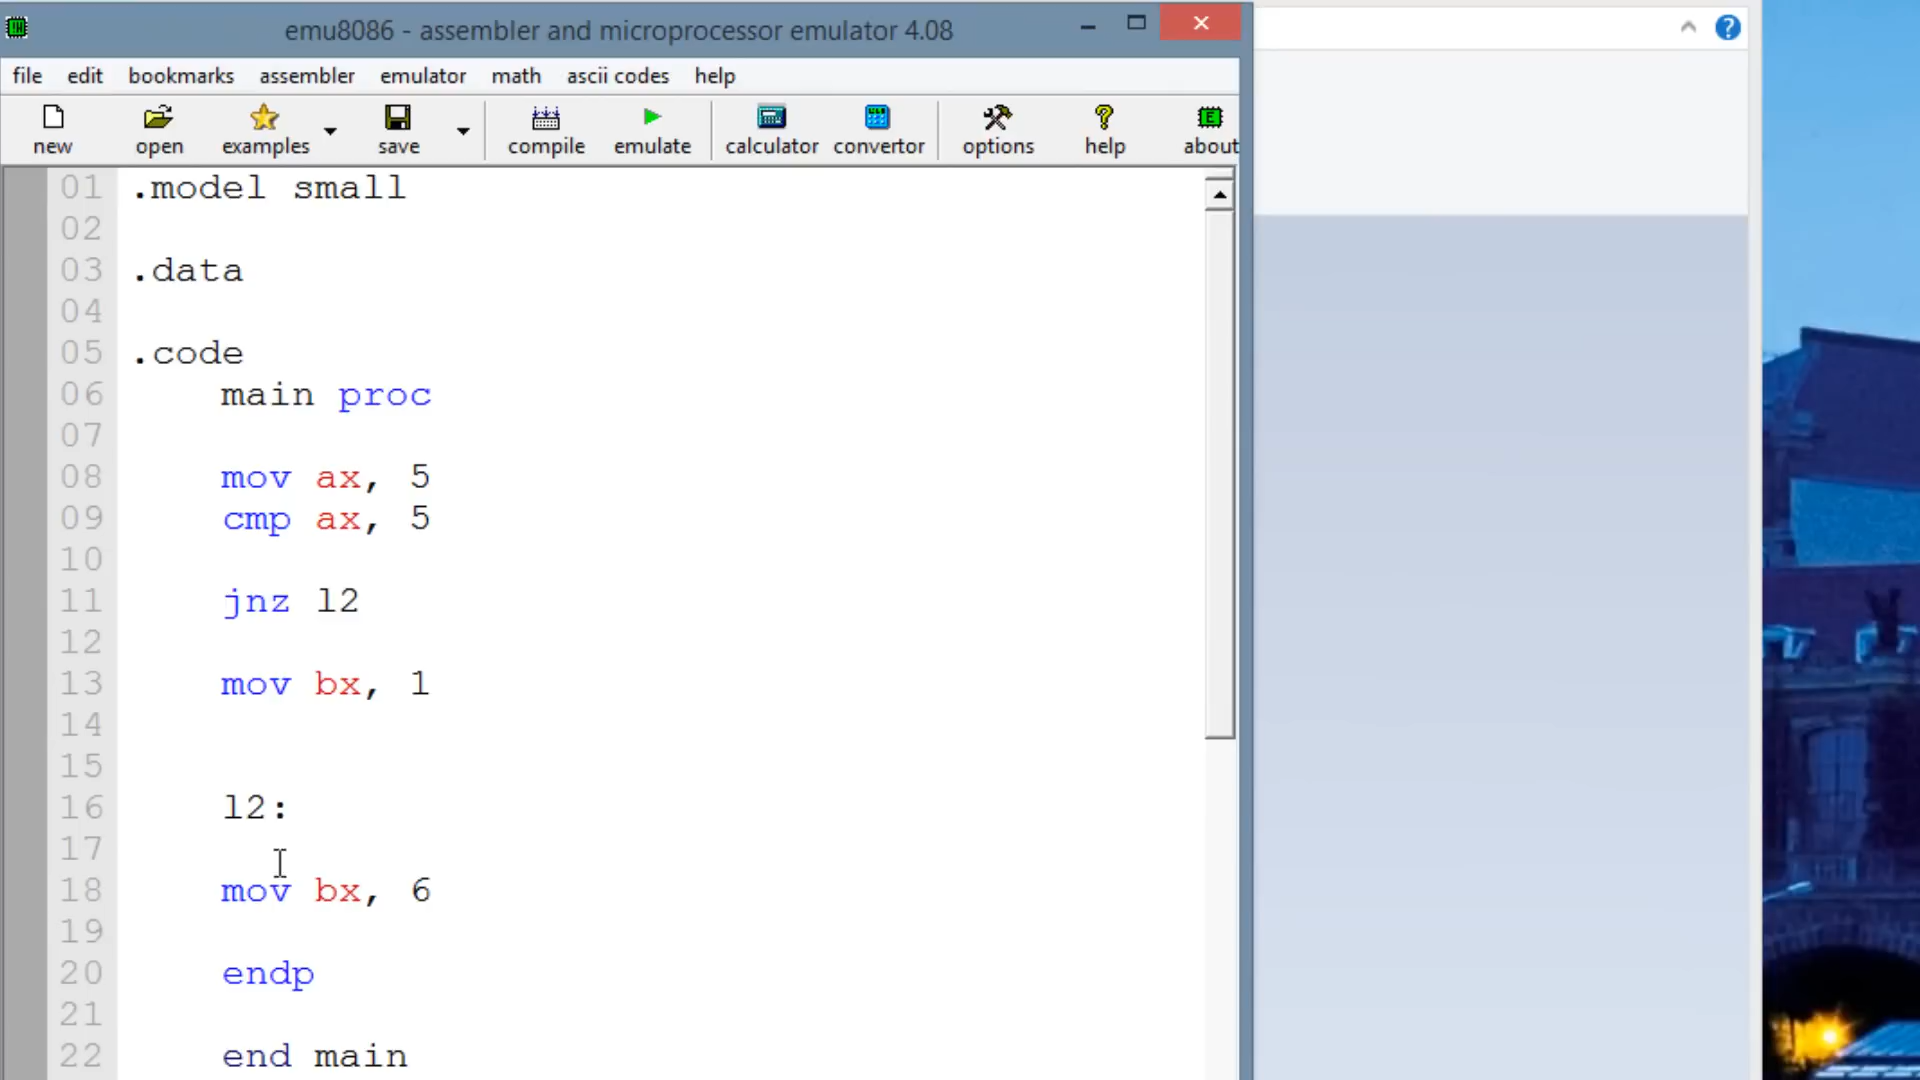 emu8086 - assembler and microprocessor emulator 4.08
file edit bookmarks assembler emulator math ascii codes help
new open examples save compile emulate calculator convertor options help about
01 .model small
02
03 .data
04
05 .code
06 main proc
07
08 mov ax, 5
09 cmp ax, 5
10
11 jnz l2
12
13 mov bx, 1
14
15
16 l2:
17
18 mov bx, 6
19
20 endp
21
22 end main